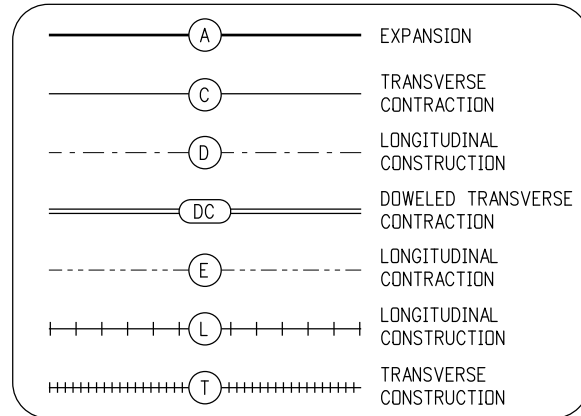 A EXPANSION
C TRANSVERSE
CONTRACTION
D LONGITUDINAL
CONSTRUCTION
DC DOWELED TRANSVERSE
CONTRACTION
E LONGITUDINAL
CONTRACTION
L LONGITUDINAL
CONSTRUCTION
T TRANSVERSE
CONSTRUCTION